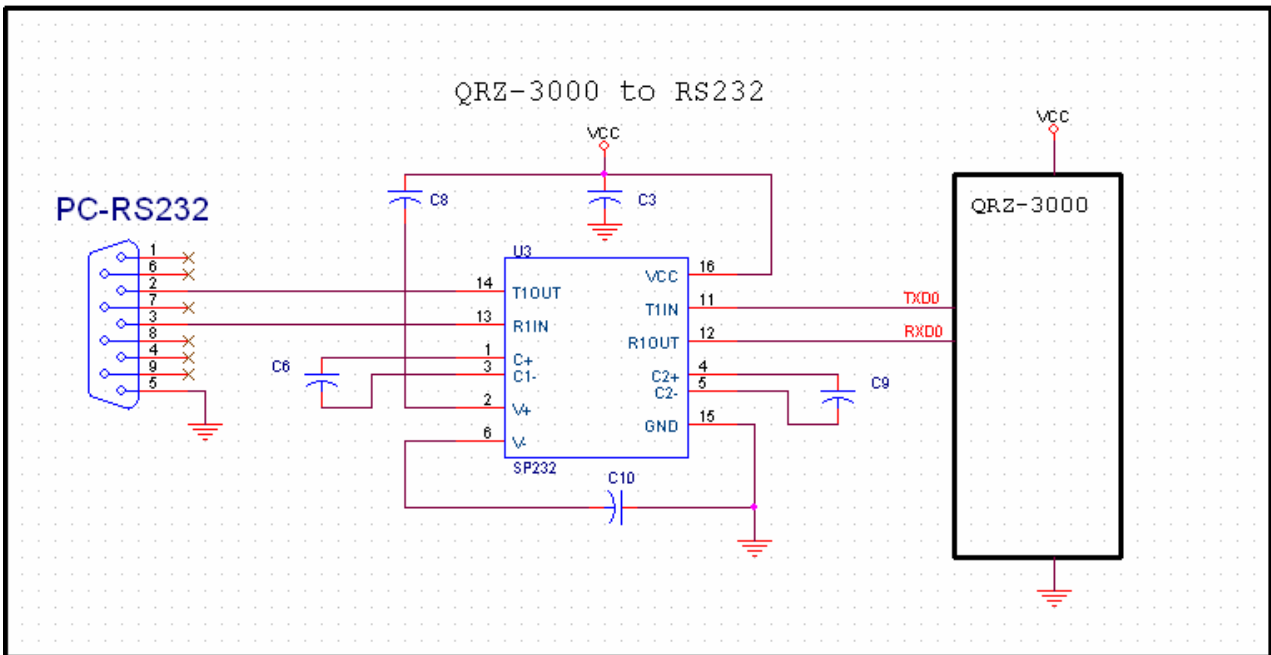 QRZ-3000 to RS232
VCC
VCC
C8
C3
QRZ-3000
PC-RS232
U3
1
6
2
7
3
8
4
9
5
14
T1OUT
13
R1IN
1
C+
3
C1-
2
V+
6
V-
VCC
16
T1IN
11
TXD0
R1OUT
12
RXD0
C2+
4
C2-
5
GND
15
C6
C9
SP232
C10